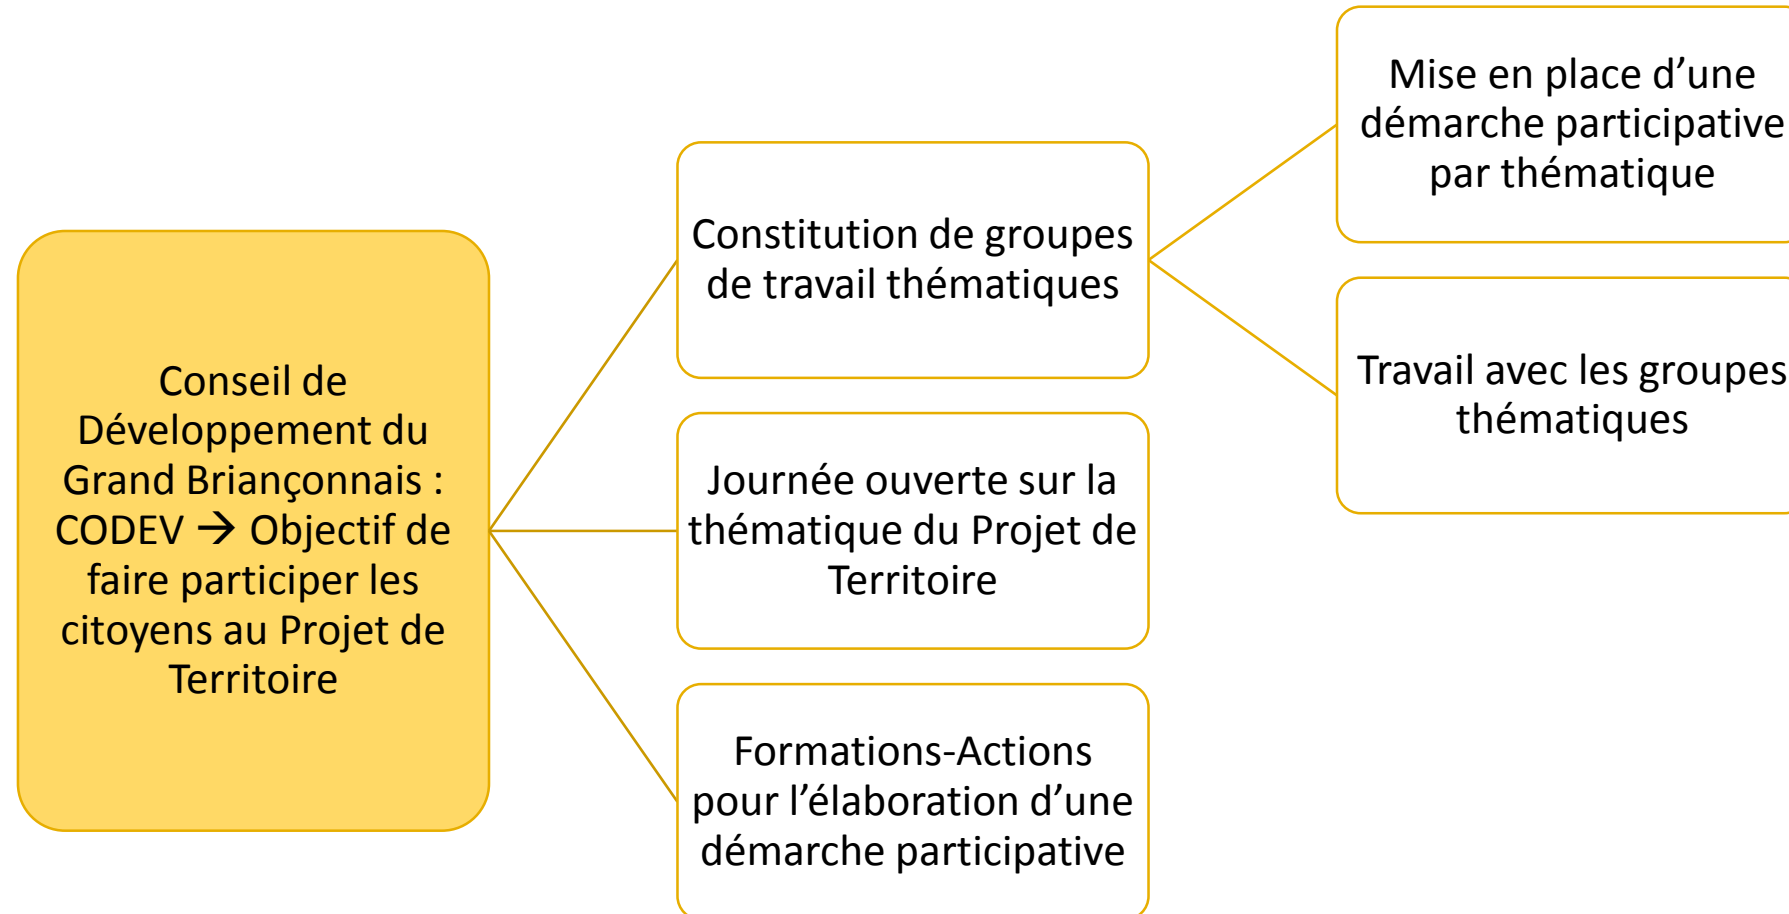 Conseil de
Développement du
Grand Briançonnais :
CODEV → Objectif de
faire participer les
citoyens au Projet de
Territoire
Constitution de groupes
de travail thématiques
Mise en place d’une
démarche participative
par thématique
Travail avec les groupes
thématiques
Journée ouverte sur la
thématique du Projet de
Territoire
Formations-Actions
pour l’élaboration d’une
démarche participative